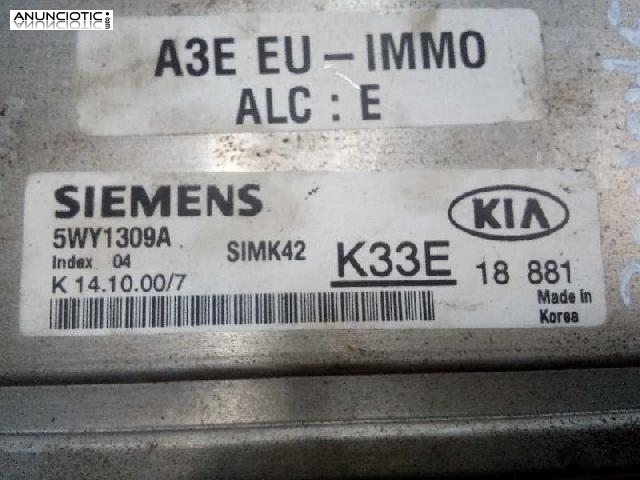 ANUNCIOTIC.COM
A3E EU - IMMO
ALC : E
SIEMENS
KIA
5WY1309A
Index 04
SIMK42
K33E
18 881
K 14.10.00/7
Made in
Korea